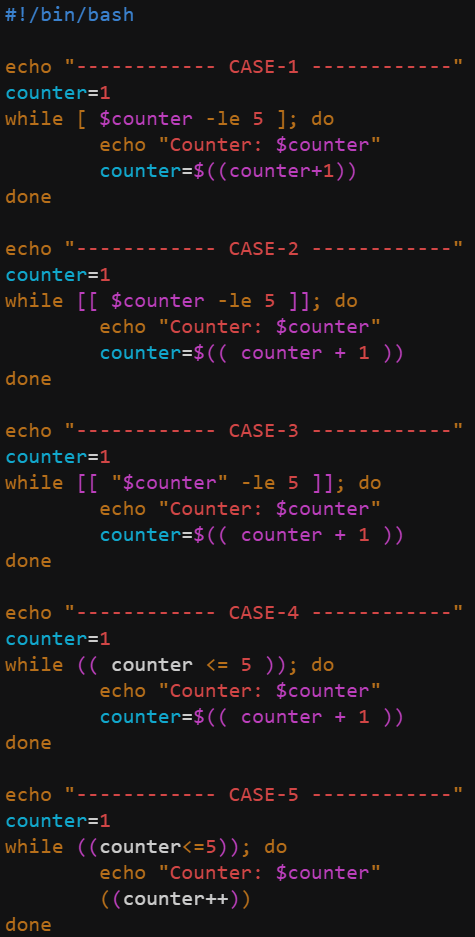 #!/bin/bash

echo "------------ CASE-1 ------------"
counter=1
while [ $counter -le 5 ]; do
        echo "Counter: $counter"
        counter=$((counter+1))
done

echo "------------ CASE-2 ------------"
counter=1
while [[ $counter -le 5 ]]; do
        echo "Counter: $counter"
        counter=$(( counter + 1 ))
done

echo "------------ CASE-3 ------------"
counter=1
while [[ "$counter" -le 5 ]]; do
        echo "Counter: $counter"
        counter=$(( counter + 1 ))
done

echo "------------ CASE-4 ------------"
counter=1
while (( counter <= 5 )); do
        echo "Counter: $counter"
        counter=$(( counter + 1 ))
done

echo "------------ CASE-5 ------------"
counter=1
while ((counter<=5)); do
        echo "Counter: $counter"
        ((counter++))
done